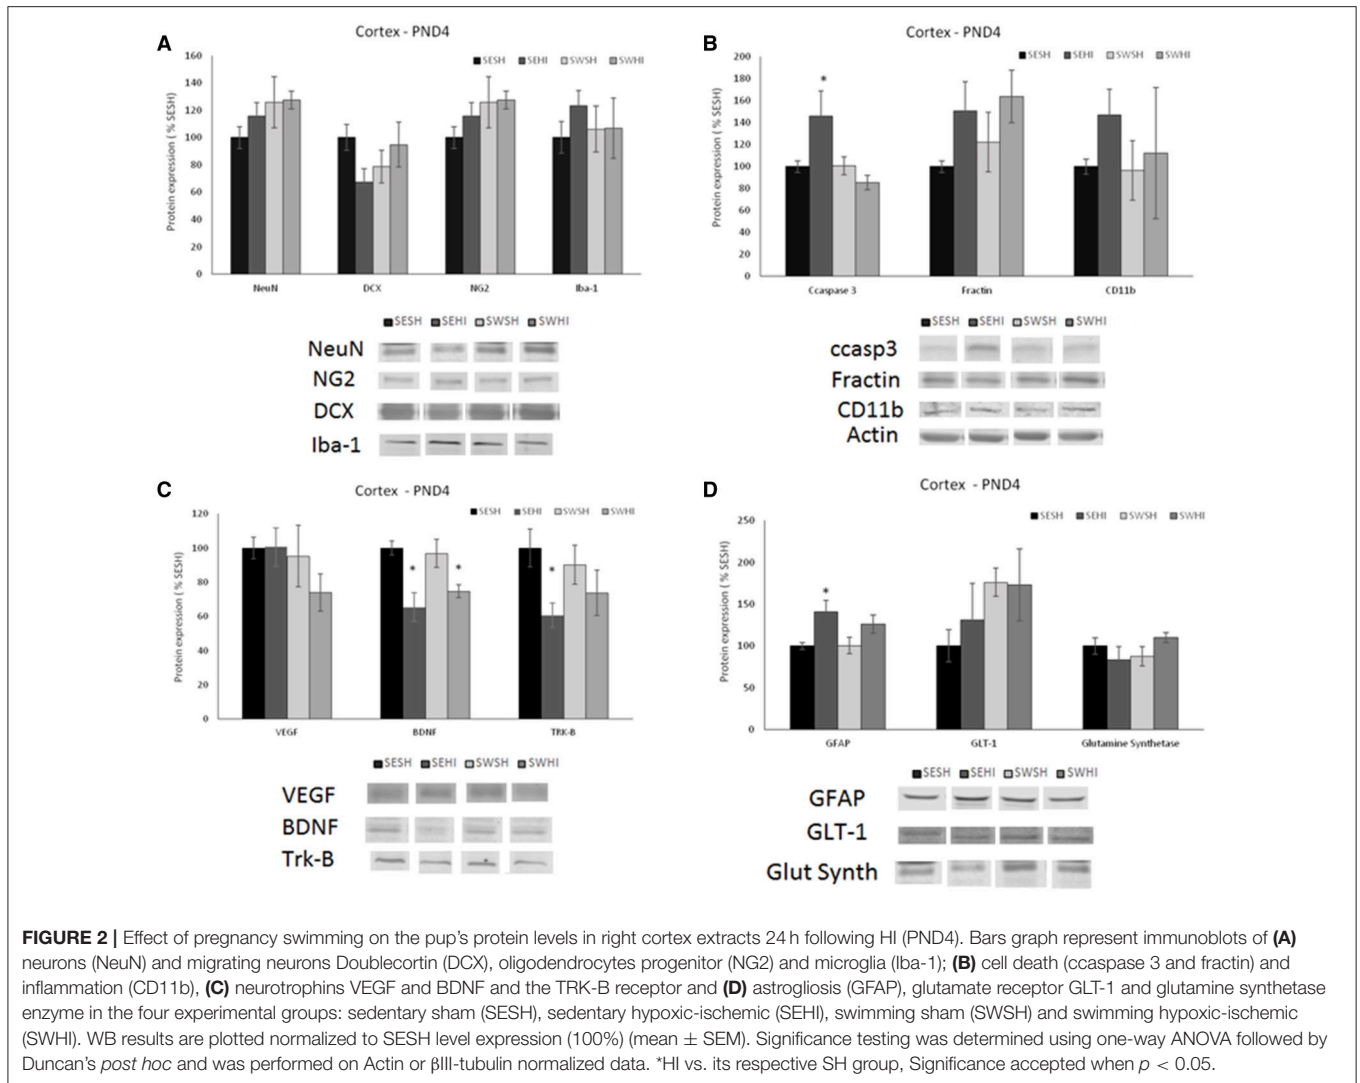 A
Cortex - PND4
SESH SEHI SWSH SWHI
Protein expression ( % SESH)
160
140
120
100
80
60
40
20
0
NeuN DCX NG2 Iba-1
SESH SEHI SWSH SWHI
NeuN
NG2
DCX
Iba-1
B
Cortex - PND4
SESH SEHI SWSH SWHI
Protein expression ( % SESH)
200
180
160
140
120
100
80
60
40
20
0
*
Ccaspase 3 Fractin CD11b
SESH SEHI SWSH SWHI
ccasp3
Fractin
CD11b
Actin
C
Cortex - PND4
SESH SEHI SWSH SWHI
Protein expression ( % SESH)
120
100
80
60
40
20
0
* * *
VEGF BDNF TRK-B
SESH SEHI SWSH SWHI
VEGF
BDNF
Trk-B
D
Cortex - PND4
SESH SEHI SWSH SWHI
Protein expression ( % SESH)
250
200
150
100
50
0
*
GFAP GLT-1 Glutamine Synthetase
SESH SEHI SWSH SWHI
GFAP
GLT-1
Glut Synth
FIGURE 2 | Effect of pregnancy swimming on the pup's protein levels in right cortex extracts 24 h following HI (PND4). Bars graph represent immunoblots of (A)
neurons (NeuN) and migrating neurons Doublecortin (DCX), oligodendrocytes progenitor (NG2) and microglia (Iba-1); (B) cell death (ccaspase 3 and fractin) and
inflammation (CD11b), (C) neurotrophins VEGF and BDNF and the TRK-B receptor and (D) astrogliosis (GFAP), glutamate receptor GLT-1 and glutamine synthetase
enzyme in the four experimental groups: sedentary sham (SESH), sedentary hypoxic-ischemic (SEHI), swimming sham (SWSH) and swimming hypoxic-ischemic
(SWHI). WB results are plotted normalized to SESH level expression (100%) (mean ± SEM). Significance testing was determined using one-way ANOVA followed by
Duncan's post hoc and was performed on Actin or βIII-tubulin normalized data. *HI vs. its respective SH group, Significance accepted when p < 0.05.